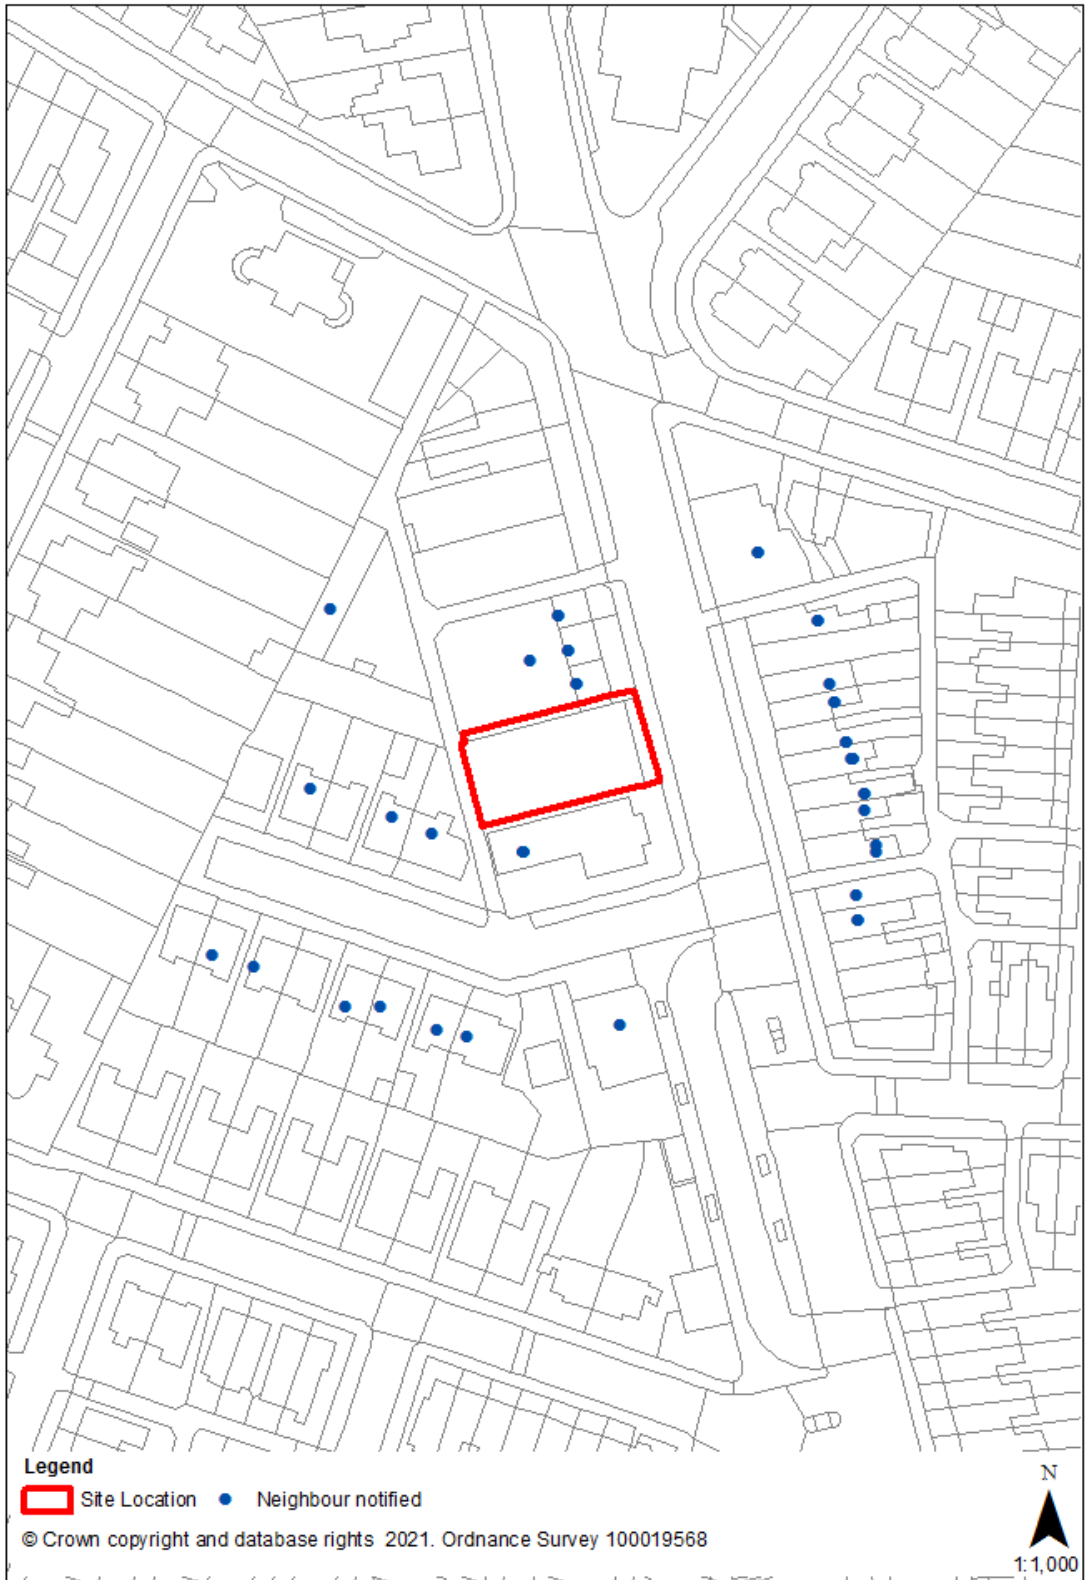 Legend
Site Location Neighbour notified
© Crown copyright and database rights 2021. Ordnance Survey 100019568
N
1:1,000